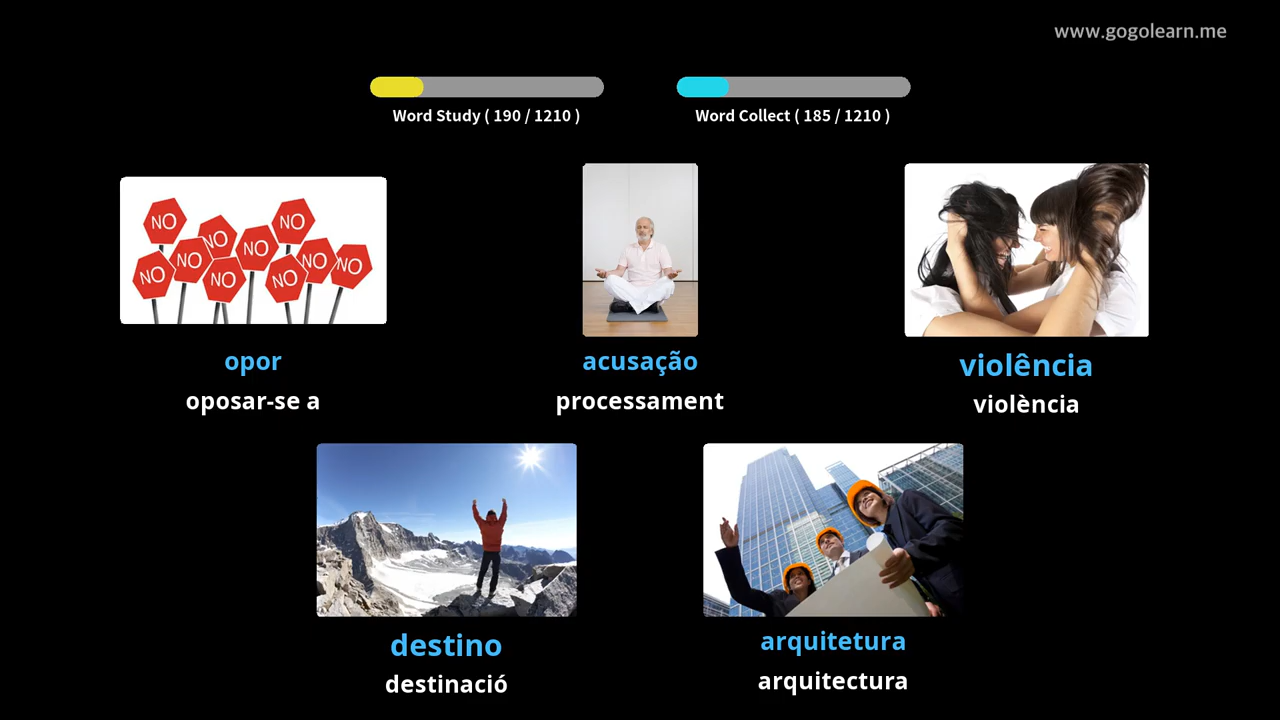 www.gogolearn.me
Word Study ( 190 / 1210 )
Word Collect ( 185 / 1210 )
NO
NO
NO
NO
NO
NO
NO
NO
NO
NO
opor
oposar-se a
acusação
processament
violência
violència
destino
destinació
arquitetura
arquitectura